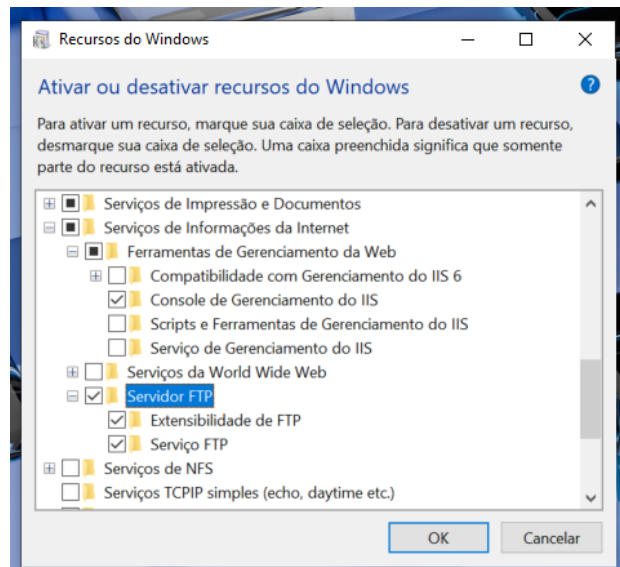 Recursos do Windows
Ativar ou desativar recursos do Windows
Para ativar um recurso, marque sua caixa de seleção. Para desativar um recurso,
desmarque sua caixa de seleção. Uma caixa preenchida significa que somente
parte do recurso está ativada.
Serviços de Impressão e Documentos
Serviços de Informações da Internet
Ferramentas de Gerenciamento da Web
Compatibilidade com Gerenciamento do IIS 6
Console de Gerenciamento do IIS
Scripts e Ferramentas de Gerenciamento do IIS
Serviço de Gerenciamento do IIS
Serviços da World Wide Web
Servidor FTP
Extensibilidade de FTP
Serviço FTP
Serviços de NFS
Serviços TCPIP simples (echo, daytime etc.)
OK
Cancelar